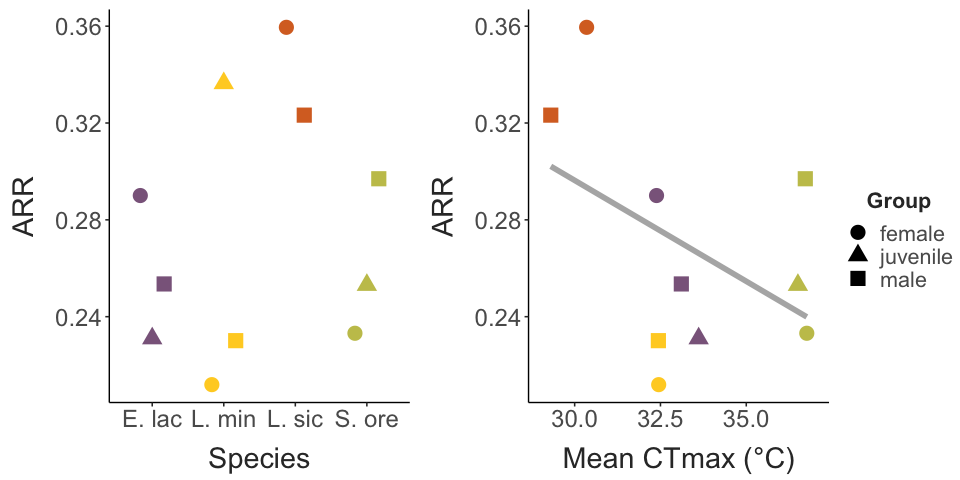 0.36
0.32
0.28
0.24
ARR
E. lac L. min L. sic S. ore
Species
0.36
0.32
0.28
0.24
ARR
30.0 32.5 35.0
Mean CTmax (°C)
Group
female
juvenile
male